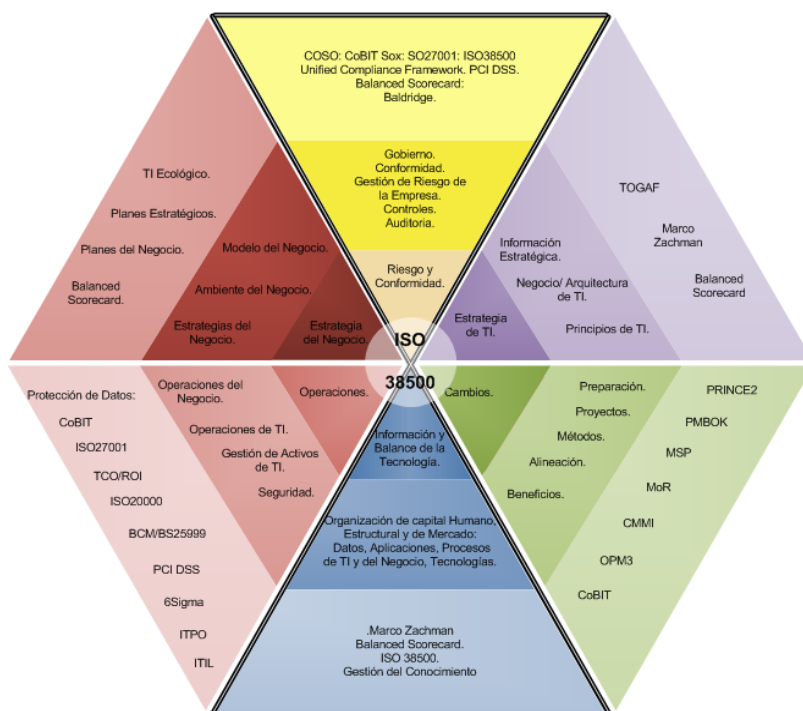 COSO: CoBIT Sox: SO27001: ISO38500
Unified Compliance Framework. PCI DSS.
Balanced Scorecard:
Baldridge.
Gobierno.
Conformidad.
Gestión de Riesgo de
la Empresa.
Controles.
Auditoria.
Riesgo y
Conformidad.
TI Ecológico.
Planes Estratégicos.
Planes del Negocio.
Balanced
Scorecard.
Modelo del Negocio.
Ambiente del Negocio.
Estrategias del
Negocio.
Estrategia
del Negocio.
ISO
38500
Estrategia
de TI.
Información
Estratégica.
Negocio/ Arquitectura
de TI.
Principios de TI.
TOGAF
Marco
Zachman
Balanced
Scorecard
Protección de Datos:
CoBIT
ISO27001
TCO/ROI
ISO20000
BCM/BS25999
PCI DSS
6Sigma
ITPO
ITIL
Operaciones del
Negocio.
Operaciones de TI.
Gestión de Activos
de TI.
Seguridad.
Operaciones.
Información y
Balance de la
Tecnología.
Organización de capital Humano,
Estructural y de Mercado:
Datos, Aplicaciones, Procesos
de TI y del Negocio, Tecnologías.
.Marco Zachman
Balanced Scorecard.
ISO 38500.
Gestión del Conocimiento
Cambios.
Preparación.
Proyectos.
Métodos.
Alineación.
Beneficios.
PRINCE2
PMBOK
MSP
MoR
CMMI
OPM3
CoBIT